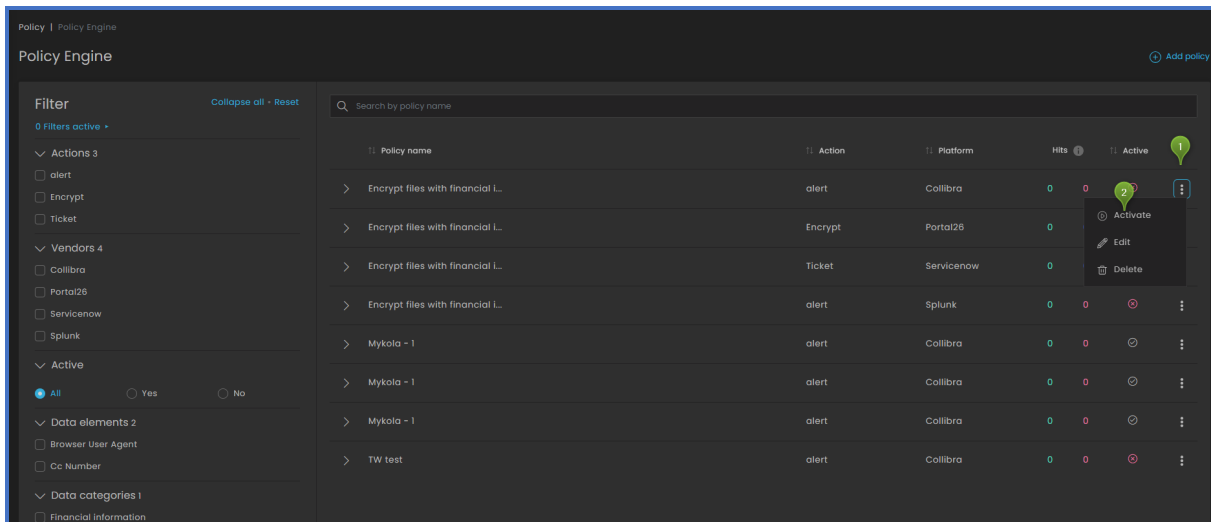 Policy | Policy Engine
Policy Engine
Add policy
Filter
Collapse all • Reset
0 Filters active
Actions 3
alert
Encrypt
Ticket
Vendors 4
Collibra
Portal26
Servicenow
Splunk
Active
All Yes No
Data elements 2
Browser User Agent
Cc Number
Data categories 1
Financial information
Search by policy name
Policy name Action Platform Hits Active 1
Encrypt files with financial i... alert Collibra 0 0
2
Activate
Edit
Delete
Encrypt files with financial i... Encrypt Portal26 0
Encrypt files with financial i... Ticket Servicenow 0
Encrypt files with financial i... alert Splunk 0 0
Mykola - 1 alert Collibra 0 0
Mykola - 1 alert Collibra 0 0
Mykola - 1 alert Collibra 0 0
TW test alert Collibra 0 0